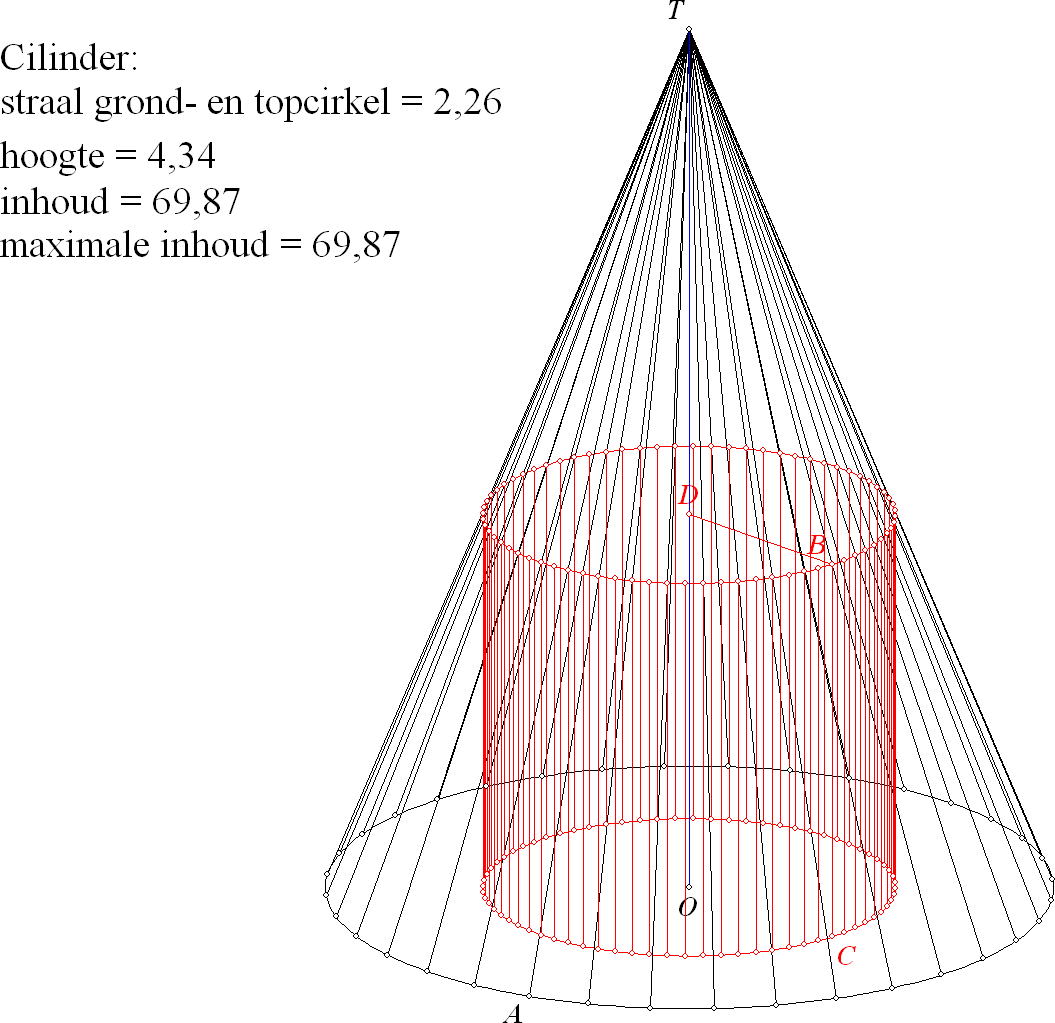 T
Cilinder:
straal grond- en topcirkel = 2,26
hoogte = 4,34
inhoud = 69,87
maximale inhoud = 69,87
D
B
O
C
A